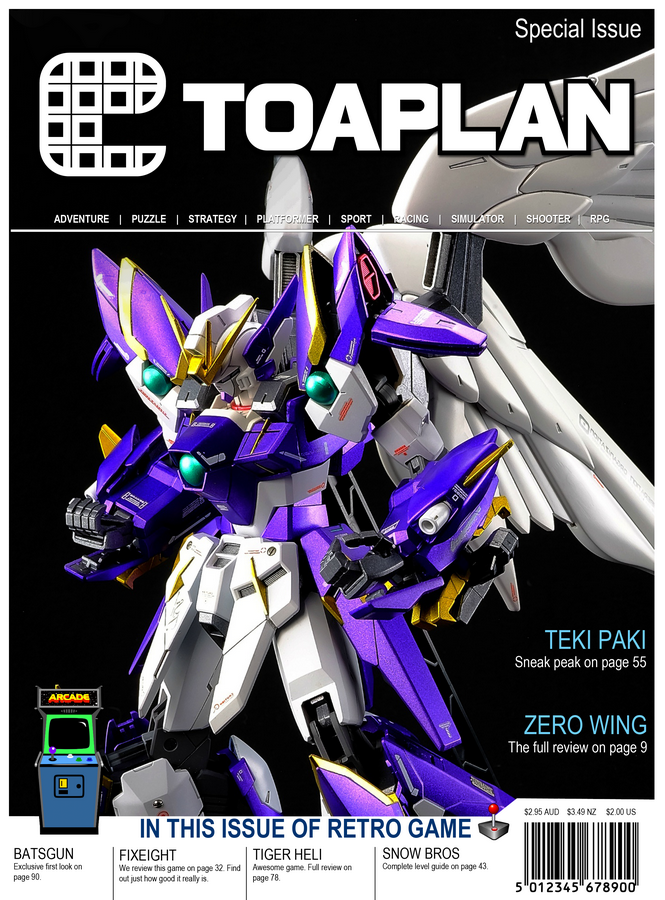 Special Issue
TOAPLAN
ADVENTURE | PUZZLE | STRATEGY | PLATFORMER | SPORT | RACING | SIMULATOR | SHOOTER | RPG
TEKI PAKI
Sneak peak on page 55
ZERO WING
The full review on page 9
ARCADE
$2.95 AUD $3.49 NZ $2.00 US
IN THIS ISSUE OF RETRO GAME
BATSGUN
Exclusive first look on
page 90.
FIXEIGHT
We review this game on page 32. Find
out just how good it really is.
TIGER HELI
Awesome game. Full review on
page 78.
SNOW BROS
Complete level guide on page 43.
5 012345 678900